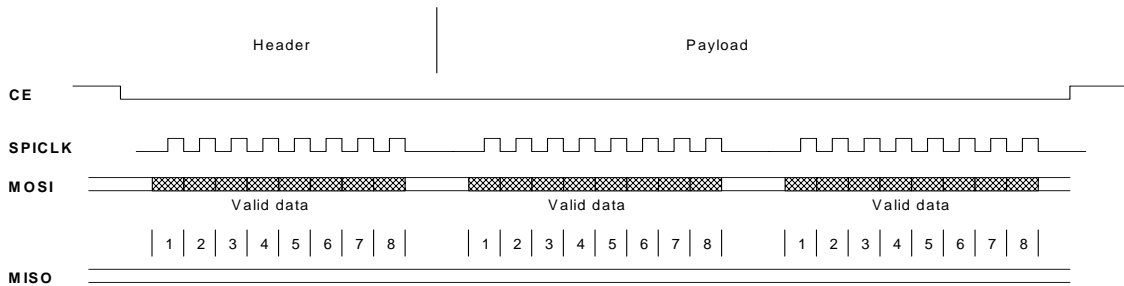 Header Payload
CE
SPICLK
MOSI
Valid data Valid data Valid data
1 2 3 4 5 6 7 8 1 2 3 4 5 6 7 8 1 2 3 4 5 6 7 8
MISO